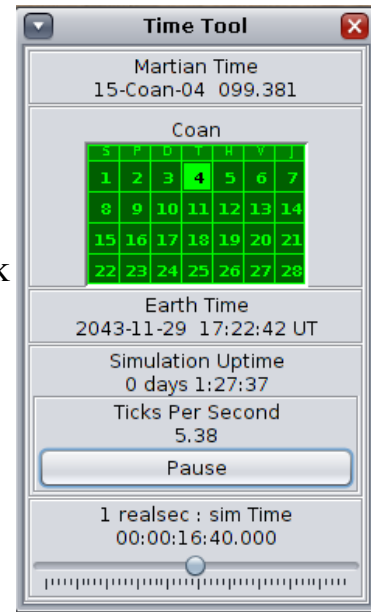 Time Tool
Martian Time
15-Coan-04 099.381
Coan
S P D T H V J
1 2 3 4 5 6 7
8 9 10 11 12 13 14
15 16 17 18 19 20 21
k
22 23 24 25 26 27 28
Earth Time
2043-11-29 17:22:42 UT
Simulation Uptime
0 days 1:27:37
Ticks Per Second
5.38
Pause
1 realsec : sim Time
00:00:16:40.000